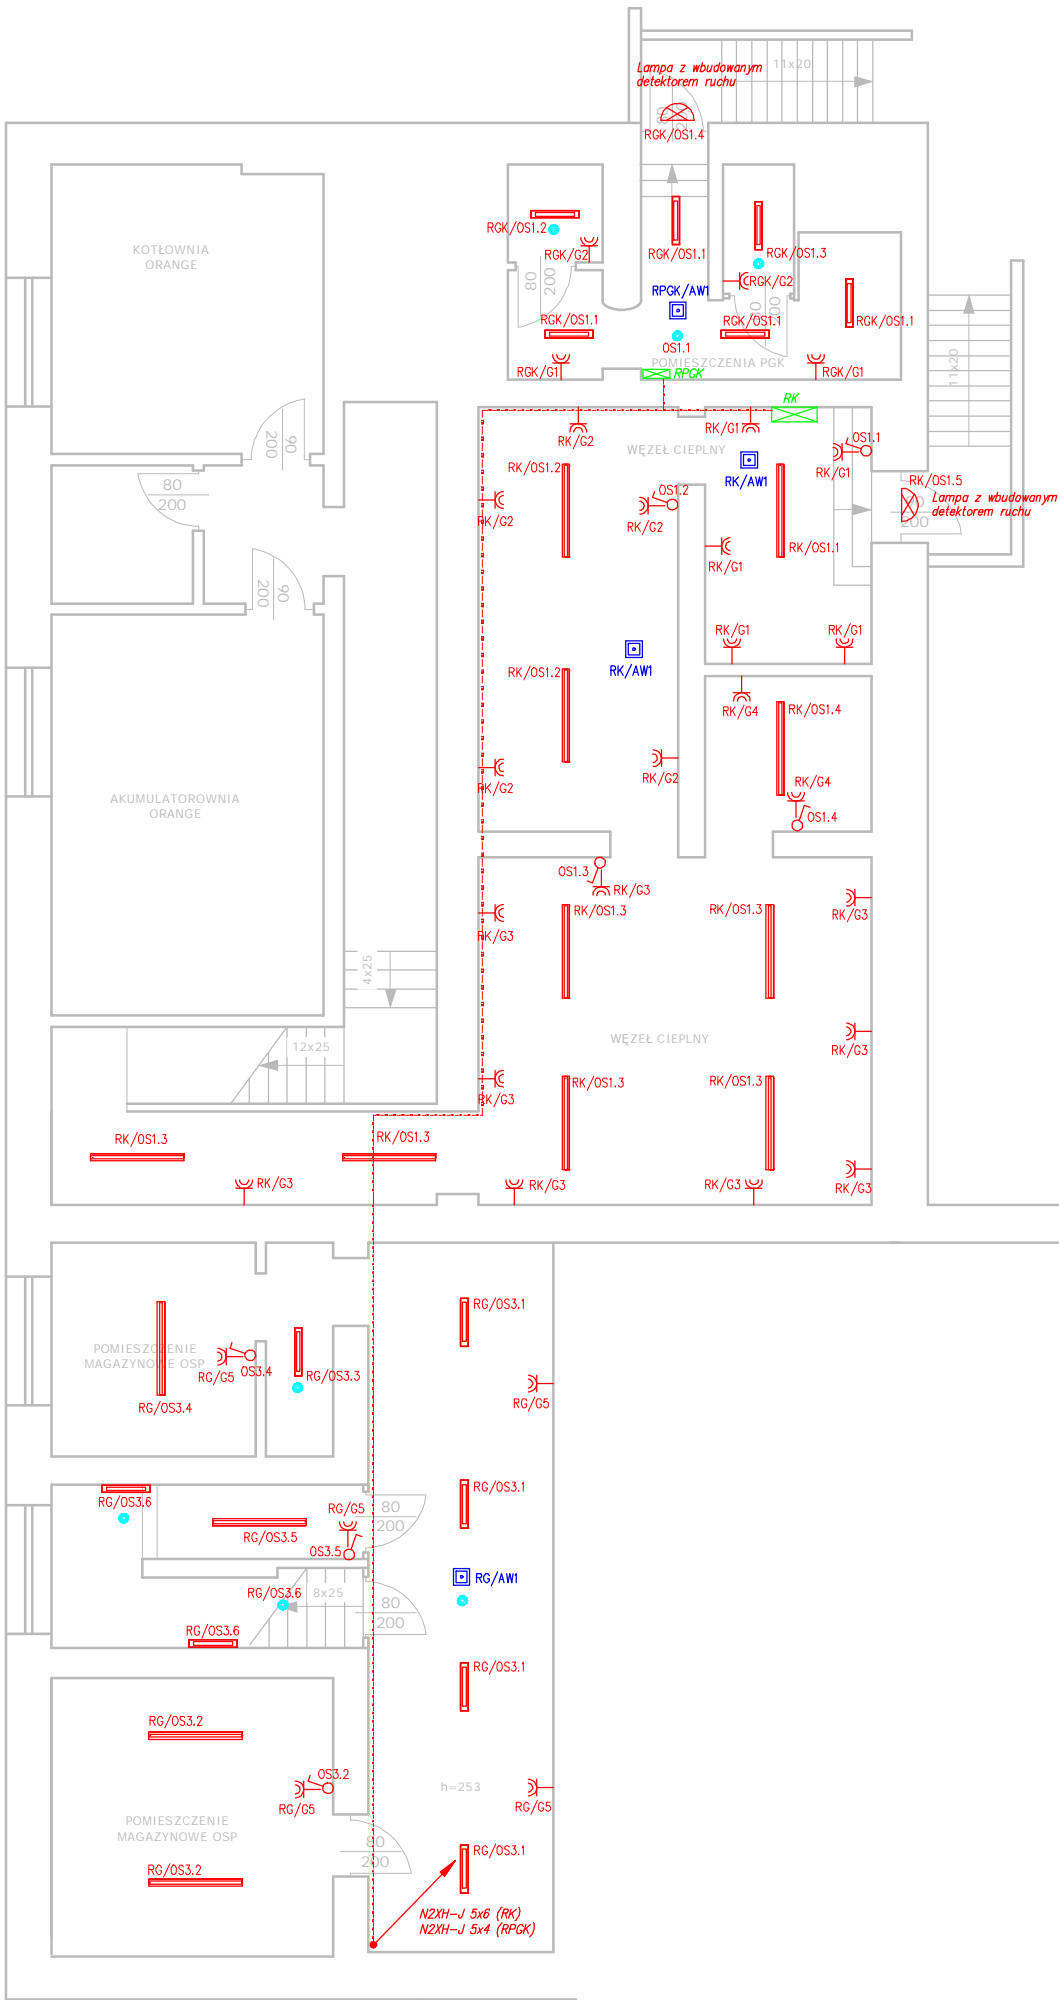 11x20
Lampa z wbudowanym
detektorem ruchu
RGK/OS1.4
RGK/OS1.2
RGK/G2
RGK/OS1.1
RGK/OS1.3
RGK/G2
KOTŁOWNIA
ORANGE
80
200
RPGK/AW1
RGK/OS1.1
RGK/OS1.1
RGK/OS1.1
OS1.1
POMIESZCZENIA PGK
RGK/G1
RPGK
RGK/G1
11x20
RK
RK/G2
RK/G1
OS1.1
WĘZEŁ CIEPLNY
RK/OS1.2
RK/AW1
RK/G1
90
200
80
200
RK/OS1.5
Lampa z wbudowanym
detektorem ruchu
200
OS1.2
RK/G2
RK/G2
RK/OS1.1
RK/G1
90
200
RK/G1
RK/G1
RK/AW1
RK/OS1.2
RK/G4
RK/OS1.4
RK/G2
RK/G2
RK/G4
OS1.4
AKUMULATOROWNIA
ORANGE
OS1.3
RK/G3
RK/OS1.3
RK/OS1.3
RK/G3
RK/G3
4x25
12x25
WĘZEŁ CIEPLNY
RK/G3
RK/OS1.3
RK/OS1.3
RK/G3
RK/OS1.3
RK/OS1.3
RK/G3
RK/G3
RK/G3
RK/G3
RG/OS3.1
POMIESZCZENIE
MAGAZYNOWE OSP
RG/G5
OS3.4
RG/OS3.3
RG/OS3.4
RG/G5
RG/OS3.1
RG/OS3.6
RG/G5
RG/OS3.5
OS3.5
80
200
RG/AW1
RG/OS3.6
8x25
80
200
RG/OS3.6
RG/OS3.1
RG/OS3.2
OS3.2
RG/G5
h=253
RG/G5
POMIESZCZENIE
MAGAZYNOWE OSP
80
200
RG/OS3.1
RG/OS3.2
N2XH-J 5x6 (RK)
N2XH-J 5x4 (RPGK)